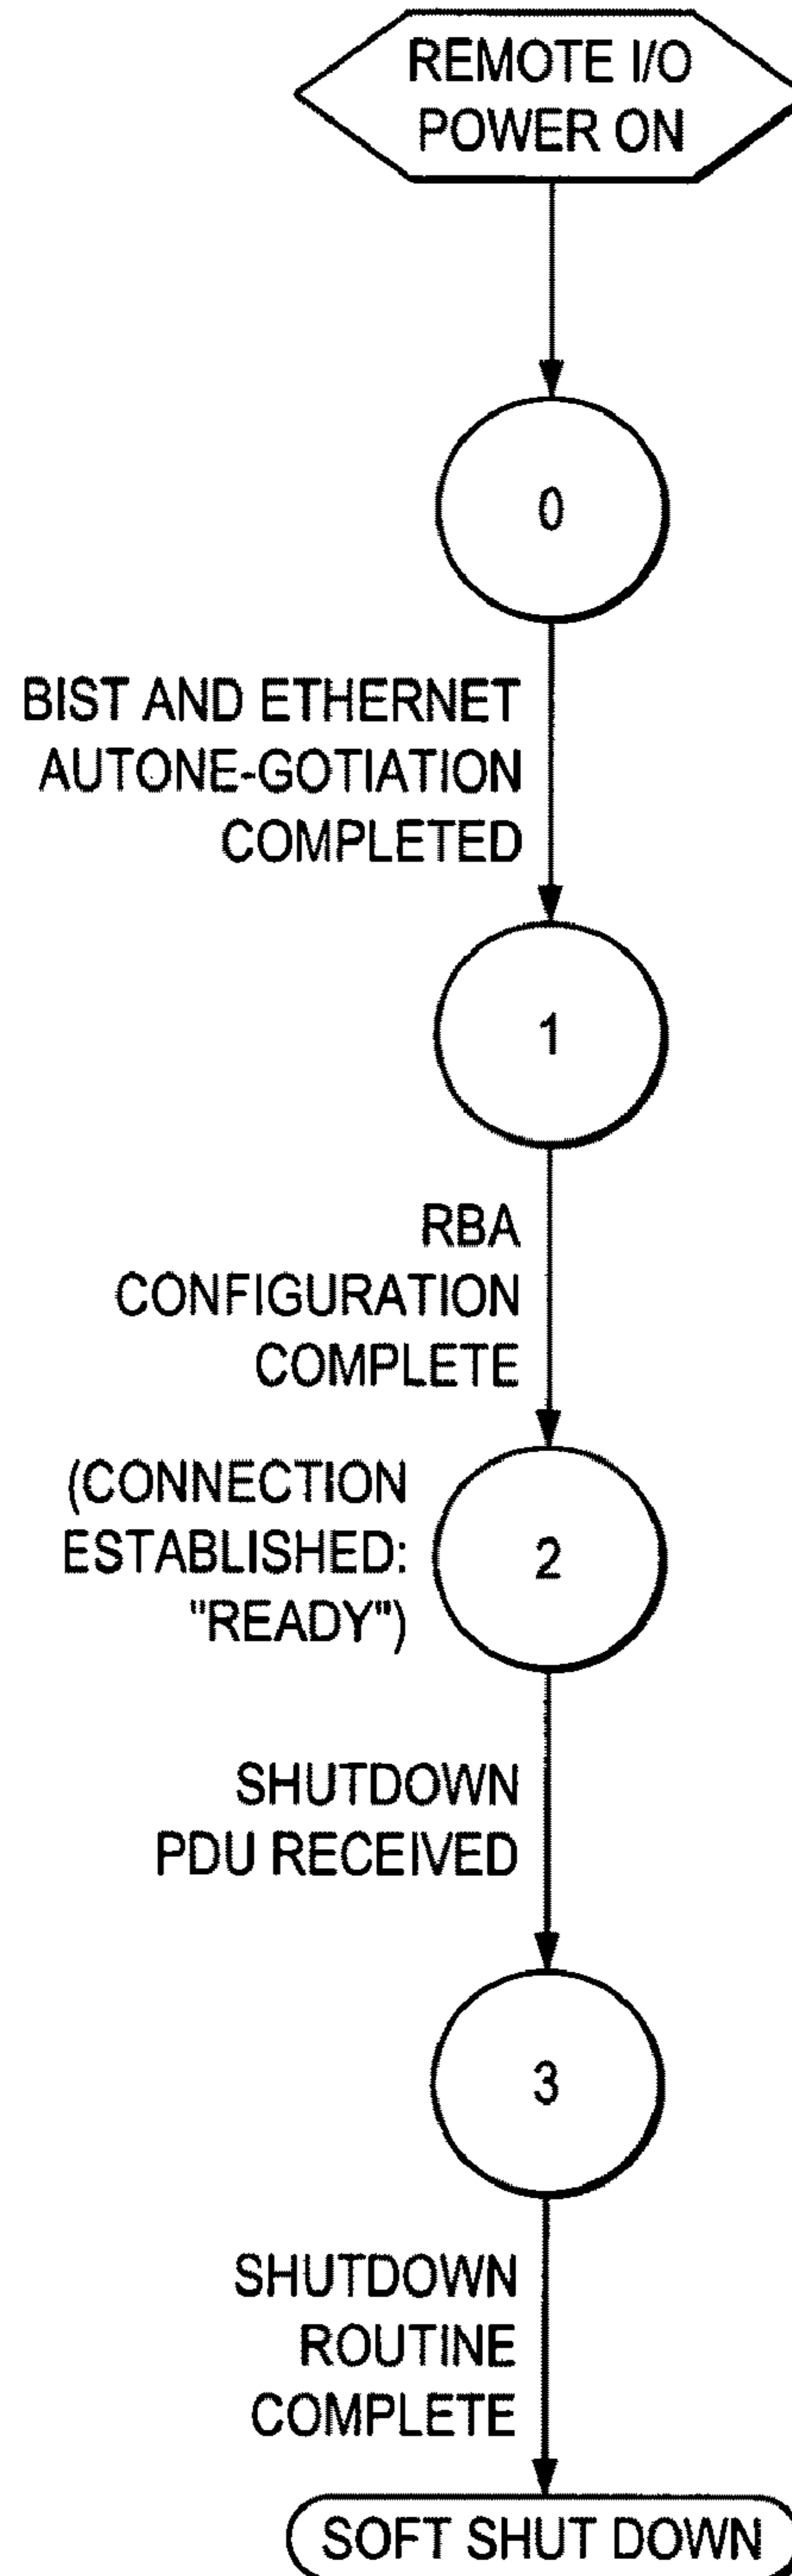 REMOTE I/O
POWER ON
0
BIST AND ETHERNET
AUTONE-GOTIATION
COMPLETED
1
RBA
CONFIGURATION
COMPLETE
(CONNECTION
ESTABLISHED:
"READY")
2
SHUTDOWN
PDU RECEIVED
3
SHUTDOWN
ROUTINE
COMPLETE
SOFT SHUT DOWN